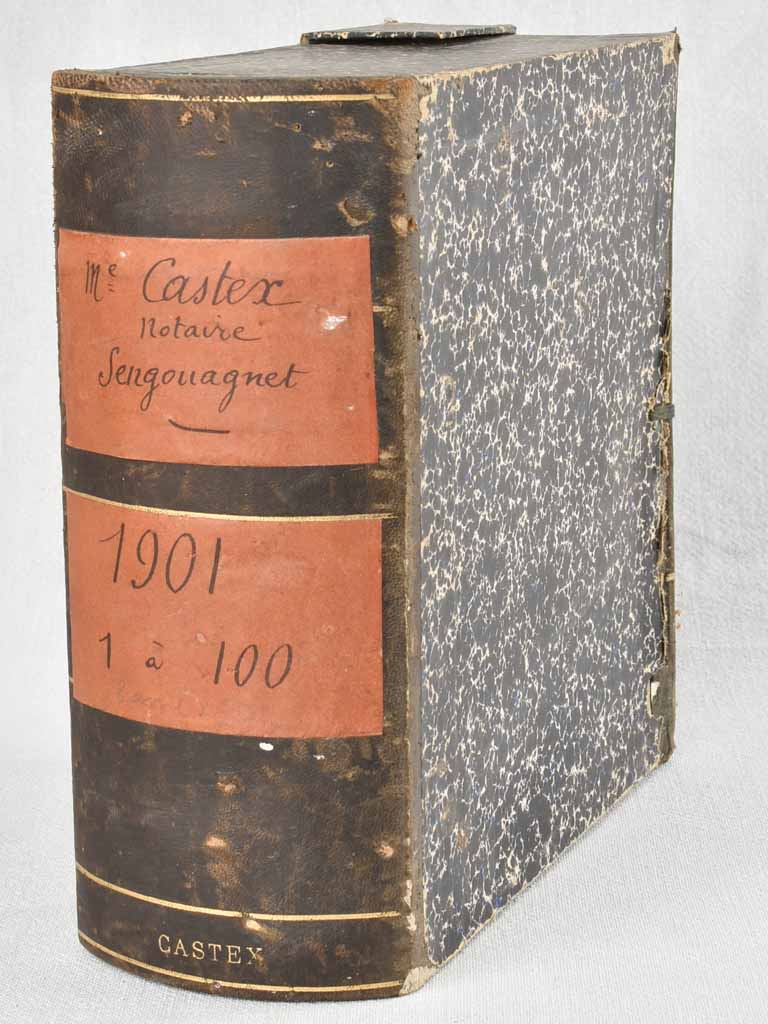 Mᵉ Castex
Notaire
Sengouagnet
1901
1 à 100
CASTEX